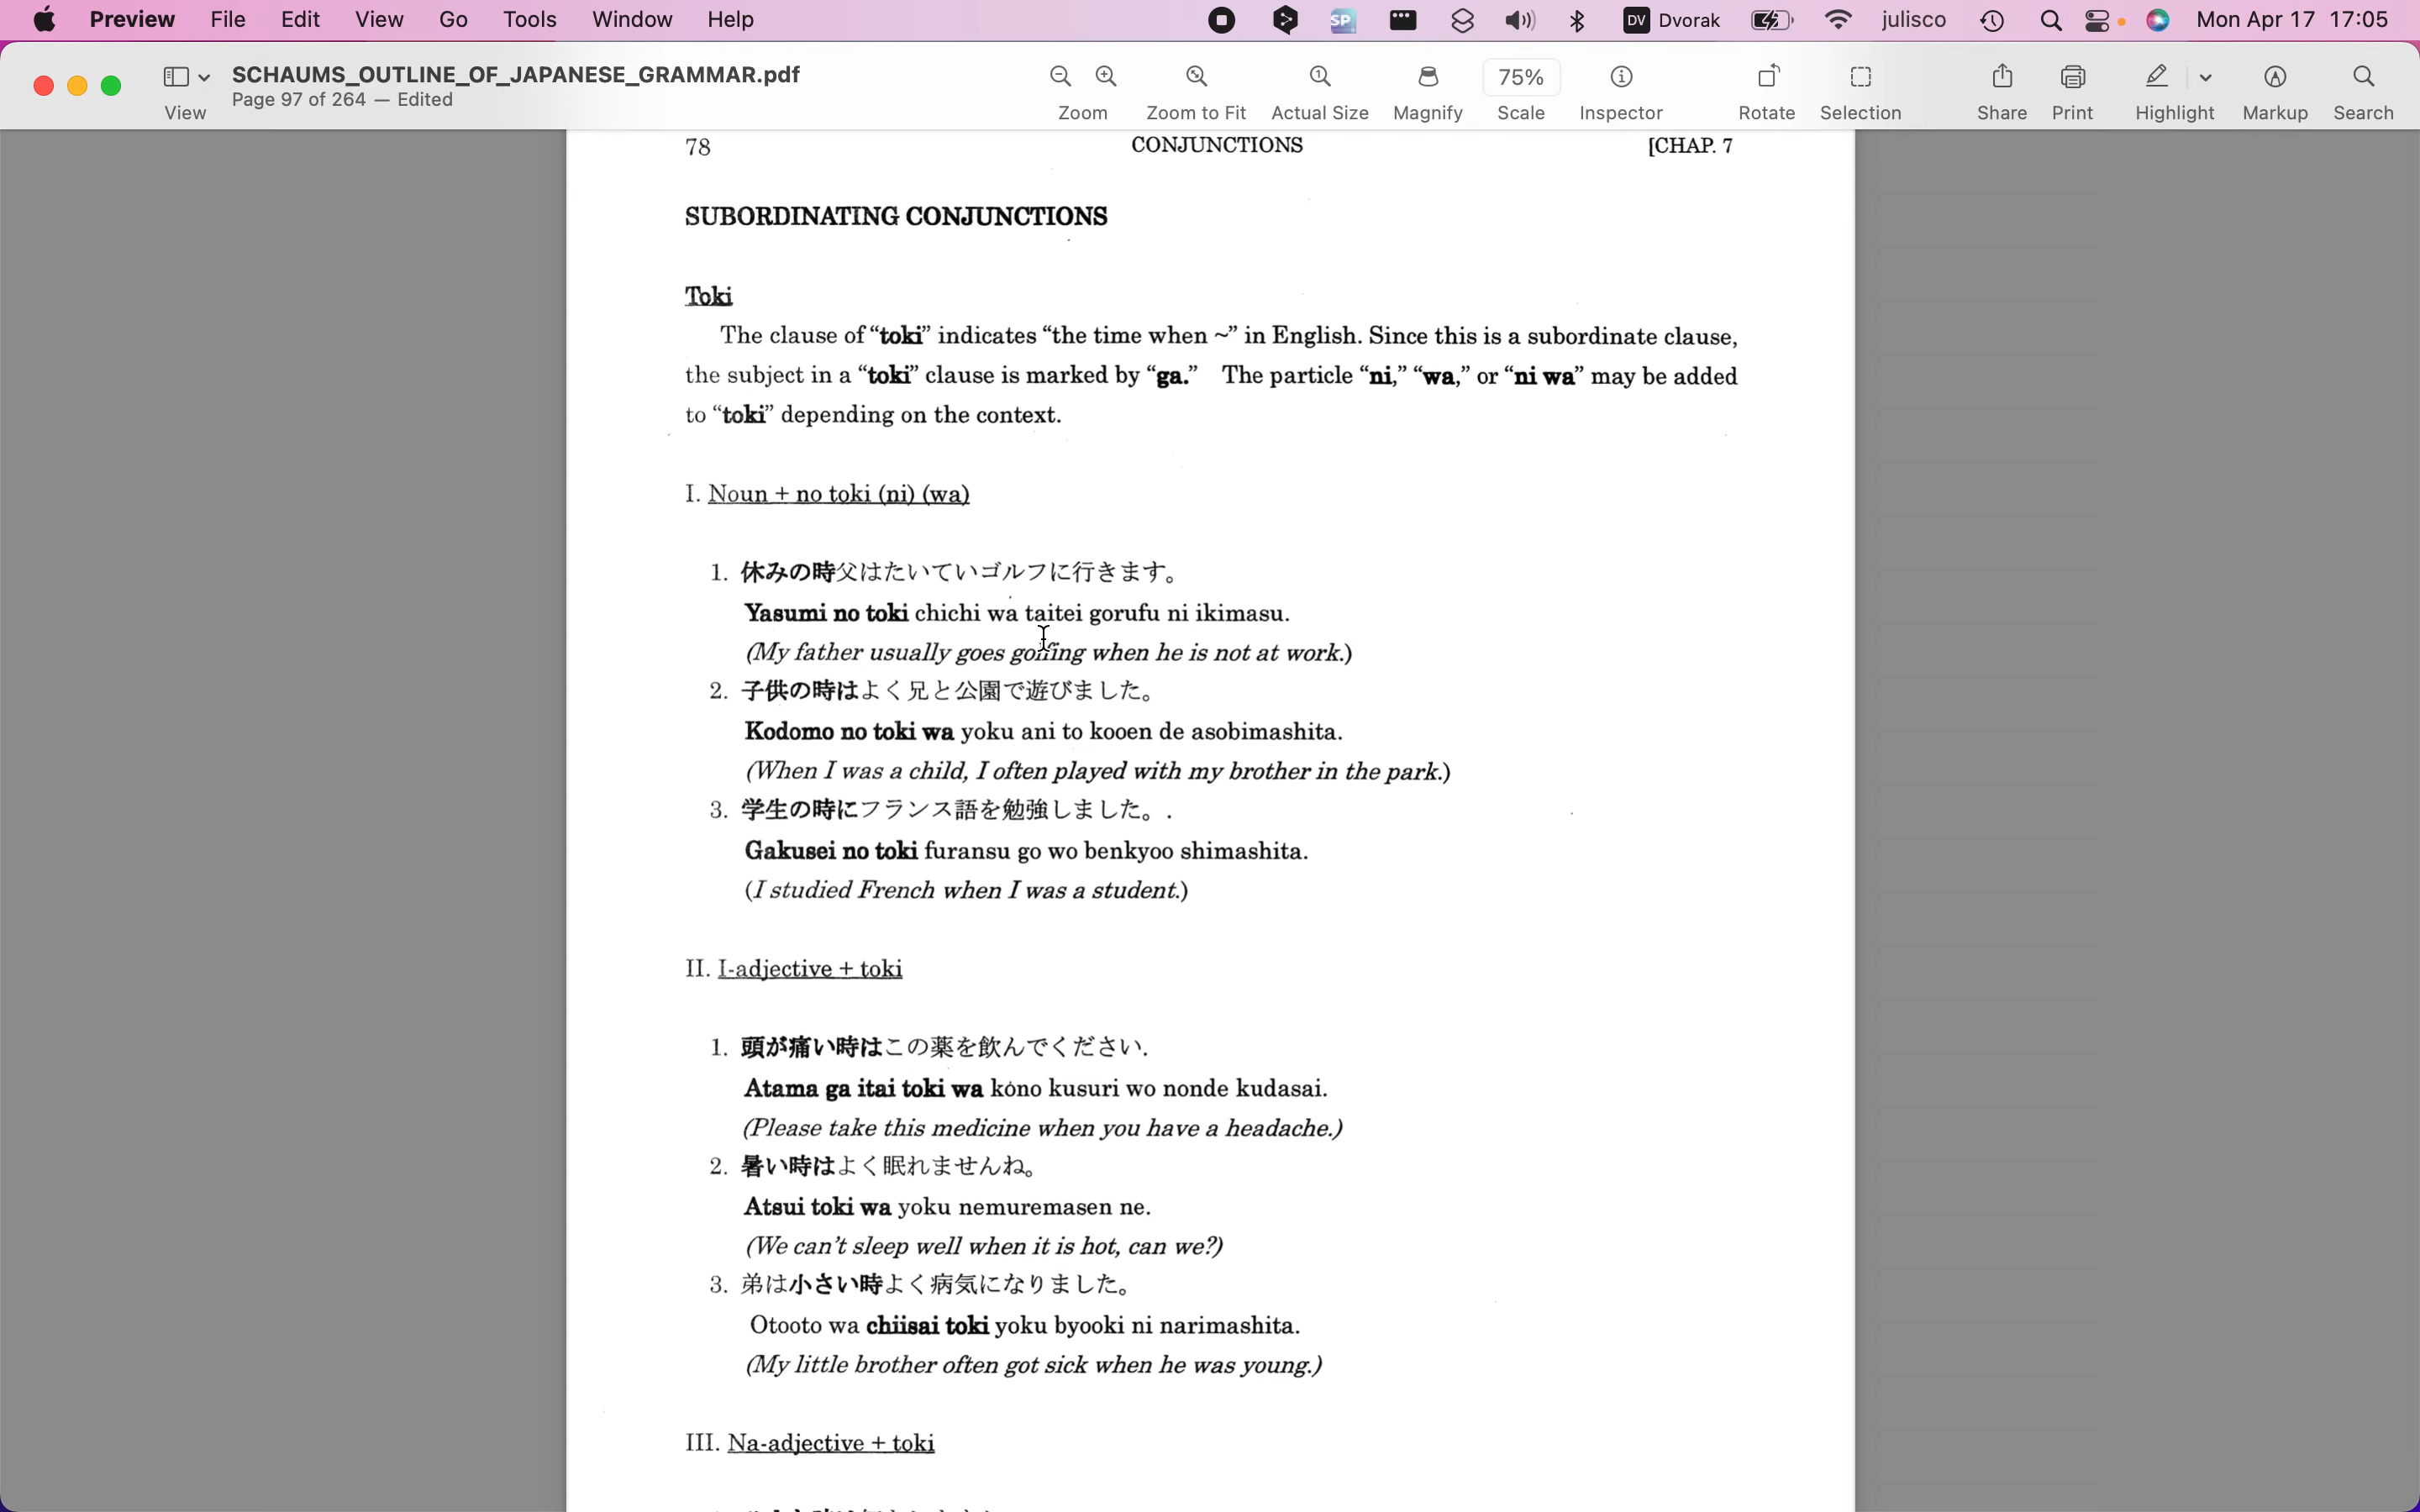 Preview File Edit View Go Tools Window Help SP DV Dvorak julisco Mon Apr 17 17:05
SCHAUMS_OUTLINE_OF_JAPANESE_GRAMMAR.pdf
Page 97 of 264 — Edited
75%
View Zoom Zoom to Fit Actual Size Magnify Scale Inspector Rotate Selection Share Print Highlight Markup Search
78 CONJUNCTIONS [CHAP. 7
SUBORDINATING CONJUNCTIONS
Toki
The clause of “toki” indicates “the time when ~” in English. Since this is a subordinate clause,
the subject in a “toki” clause is marked by “ga.” The particle “ni,” “wa,” or “ni wa” may be added
to “toki” depending on the context.
I. Noun + no toki (ni) (wa)
1. 休みの時父はたいていゴルフに行きます。
Yasumi no toki chichi wa taitei gorufu ni ikimasu.
(My father usually goes golfing when he is not at work.)
2. 子供の時はよく兄と公園で遊びました。
Kodomo no toki wa yoku ani to kooen de asobimashita.
(When I was a child, I often played with my brother in the park.)
3. 学生の時にフランス語を勉強しました。.
Gakusei no toki furansu go wo benkyoo shimashita.
(I studied French when I was a student.)
II. I-adjective + toki
1. 頭が痛い時はこの薬を飲んでください.
Atama ga itai toki wa kono kusuri wo nonde kudasai.
(Please take this medicine when you have a headache.)
2. 暑い時はよく眠れませんね。
Atsui toki wa yoku nemuremasen ne.
(We can't sleep well when it is hot, can we?)
3. 弟は小さい時よく病気になりました。
Otooto wa chiisai toki yoku byooki ni narimashita.
(My little brother often got sick when he was young.)
III. Na-adjective + toki